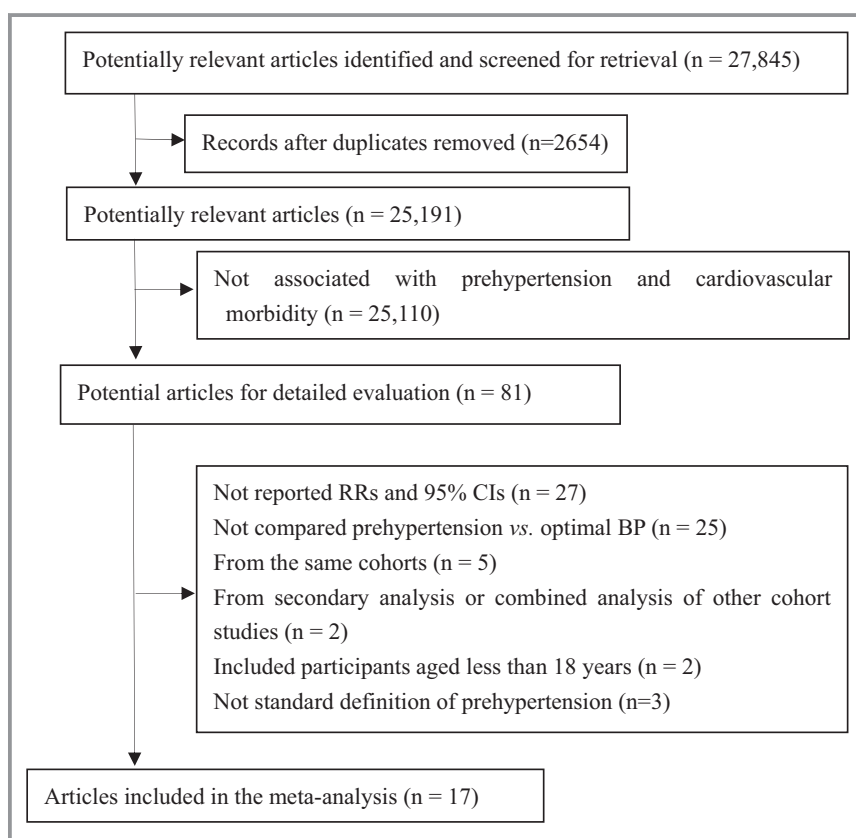 Potentially relevant articles identified and screened for retrieval (n = 27,845)
Records after duplicates removed (n=2654)
Potentially relevant articles (n = 25,191)
Not associated with prehypertension and cardiovascular
morbidity (n = 25,110)
Potential articles for detailed evaluation (n = 81)
Not reported RRs and 95% CIs (n = 27)
Not compared prehypertension vs. optimal BP (n = 25)
From the same cohorts (n = 5)
From secondary analysis or combined analysis of other cohort
studies (n = 2)
Included participants aged less than 18 years (n = 2)
Not standard definition of prehypertension (n=3)
Articles included in the meta-analysis (n = 17)